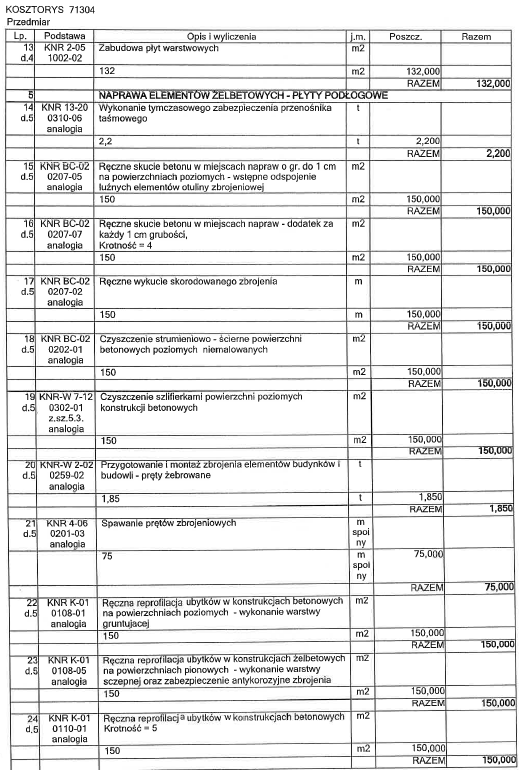 KOSZTORYS 71304
Przedmiar
Lp. Podstawa Opis i wyliczenia j.m. Poszcz. Razem
13 KNR 2-05 Zabudowa płyt warstwowych m2
d.4 1002-02
132 m2 132,000
RAZEM 132,000
5 NAPRAWA ELEMENTÓW ŻELBETOWYCH - PŁYTY PODŁOGOWE
14 KNR 13-20 Wykonanie tymczasowego zabezpieczenia przenośnika t
d.5 0310-06 taśmowego
analogia
2,2 t 2,200
RAZEM 2,200
15 KNR BC-02 Ręczne skucie betonu w miejscach napraw o gr. do 1 cm m2
d.5 0207-05 na powierzchniach poziomych - wstępne odspojenie
analogia luźnych elementów otuliny zbrojeniowej
150 m2 150,000
RAZEM 150,000
16 KNR BC-02 Ręczne skucie betonu w miejscach napraw - dodatek za m2
d.5 0207-07 każdy 1 cm grubości,
analogia Krotność = 4
150 m2 150,000
RAZEM 150,000
17 KNR BC-02 Ręczne wykucie skorodowanego zbrojenia m
d.5 0207-02
analogia
150 m 150,000
RAZEM 150,000
18 KNR BC-02 Czyszczenie strumieniowo - ścierne powierzchni m2
d.5 0202-01 betonowych poziomych niemalowanych
analogia
150 m2 150,000
RAZEM 150,000
19 KNR-W 7-12 Czyszczenie szlifierkami powierzchni poziomych m2
d.5 0302-01 konstrukcji betonowych
z.sz.5.3.
analogia
150 m2 150,000
RAZEM 150,000
20 KNR-W 2-02 Przygotowanie i montaż zbrojenia elementów budynków i t
d.5 0259-02 budowli - pręty żebrowane
1,85 t 1,850
RAZEM 1,850
21 KNR 4-06 Spawanie prętów zbrojeniowych m
d.5 0201-03 spoi
analogia ny
75 m 75,000
spoi
ny
RAZEM 75,000
22 KNR K-01 Ręczna reprofilacja ubytków w konstrukcjach betonowych m2
d.5 0108-01 na powierzchniach poziomych - wykonanie warstwy
analogia gruntujacej
150 m2 150,000
RAZEM 150,000
23 KNR K-01 Ręczna reprofilacja ubytków w konstrukcjach żelbetowych m2
d.5 0108-05 na powierzchniach pionowych - wykonanie warstwy
analogia sczepnej oraz zabezpieczenie antykorozyjne zbrojenia
150 m2 150,000
RAZEM 150,000
24 KNR K-01 Ręczna reprofilacja ubytków w konstrukcjach betonowych m2
d.5 0110-01 Krotność = 5
analogia
150 m2 150,000
RAZEM 150,000